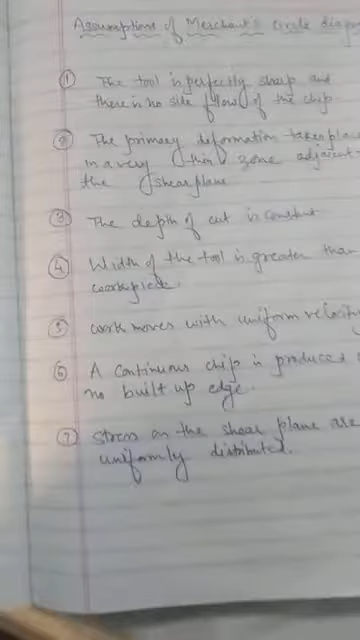 Assumptions of Merchant's circle diagr
① The tool is perfectly sharp and
there is no side flow of the chip
② The primary deformation takes place
in a very thin zone adjacent
the shear plane
③ The depth of cut is constant
④ Width of the tool is greater than
workpiece.
⑤ work moves with uniform velocity
⑥ A continuous chip is produced
no built up edge.
⑦ Stress on the shear plane are
uniformly distributed.